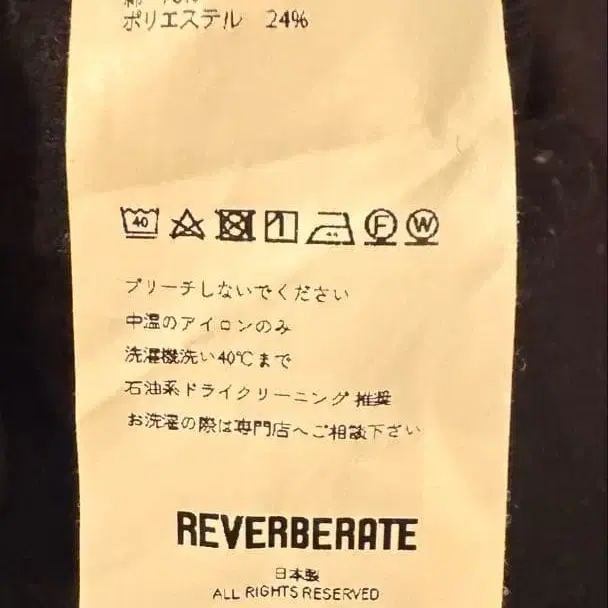 ポリエステル 24%
40
F W
ブリーチしないでください
中温のアイロンのみ
洗濯機洗い40℃まで
石油系ドライクリーニング 推奨
お洗濯の際は専門店へご相談下さい
REVERBERATE
日本製
ALL RIGHTS RESERVED